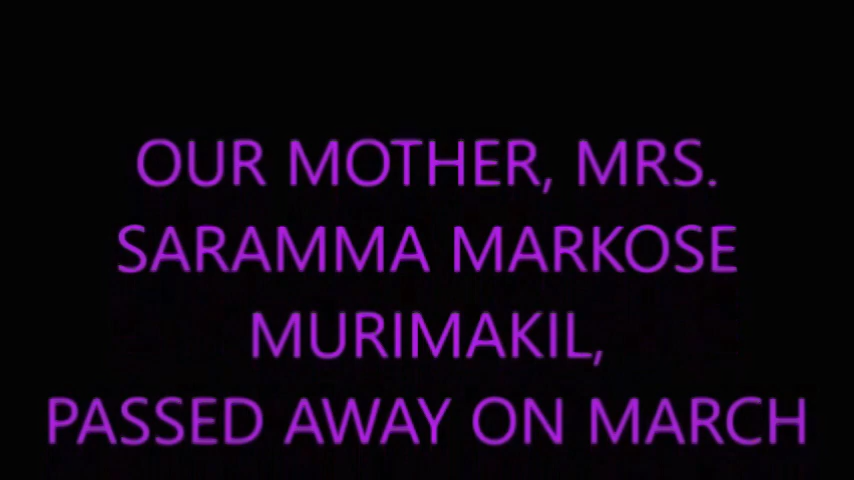 OUR MOTHER, MRS.
SARAMMA MARKOSE
MURIMAKIL,
PASSED AWAY ON MARCH